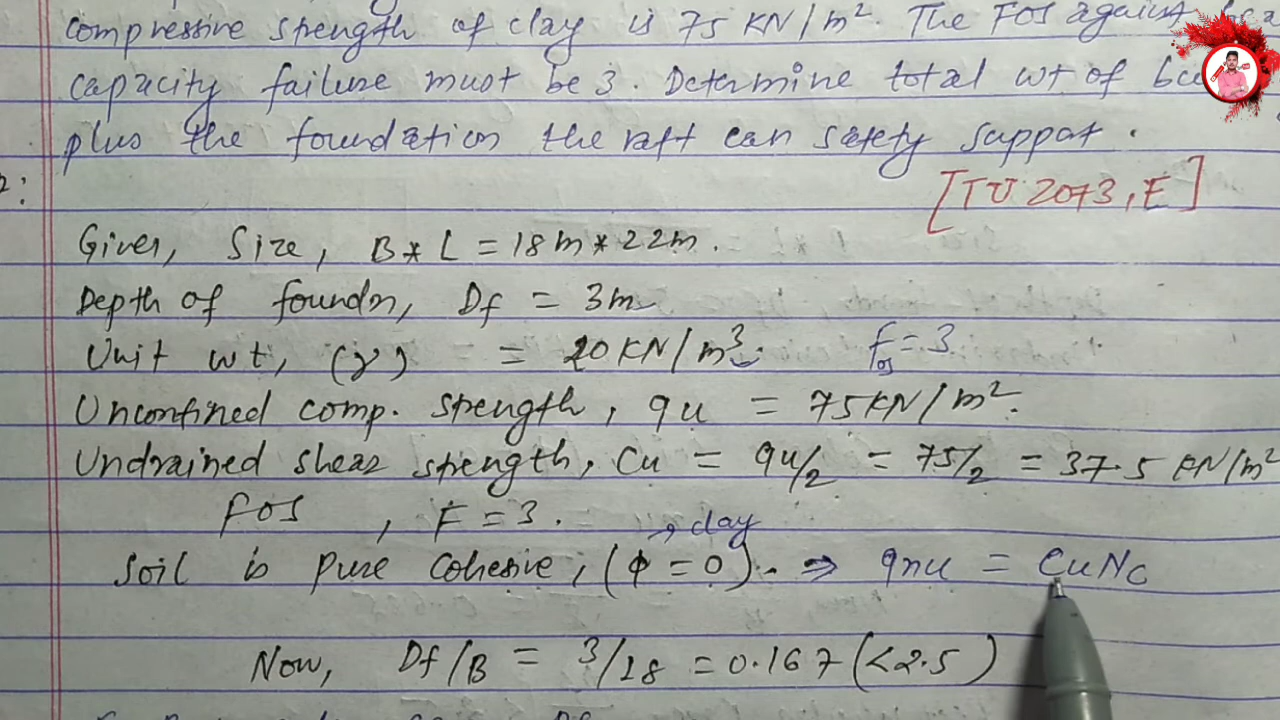 compressive strength of clay is 75 KN/m². The FOS against
capacity failure must be 3. Determine total wt of
plus the foundation the raft can safety suppot.
[TU 2073, E]
Given, Size, B*L = 18m*22m.
Depth of foundn, Df = 3m
Unit wt, (γ) = 20 KN/m³. fos = 3
Unconfined comp. strength, qu = 75KN/m².
Undrained shear strength, Cu = qu/2 = 75/2 = 37.5 KN/m²
FOS, F = 3.
→ clay
Soil is pure Cohesive, (ϕ = 0). ⇒ qnu = CuNc
Now, Df/B = 3/18 = 0.167 (<2.5)